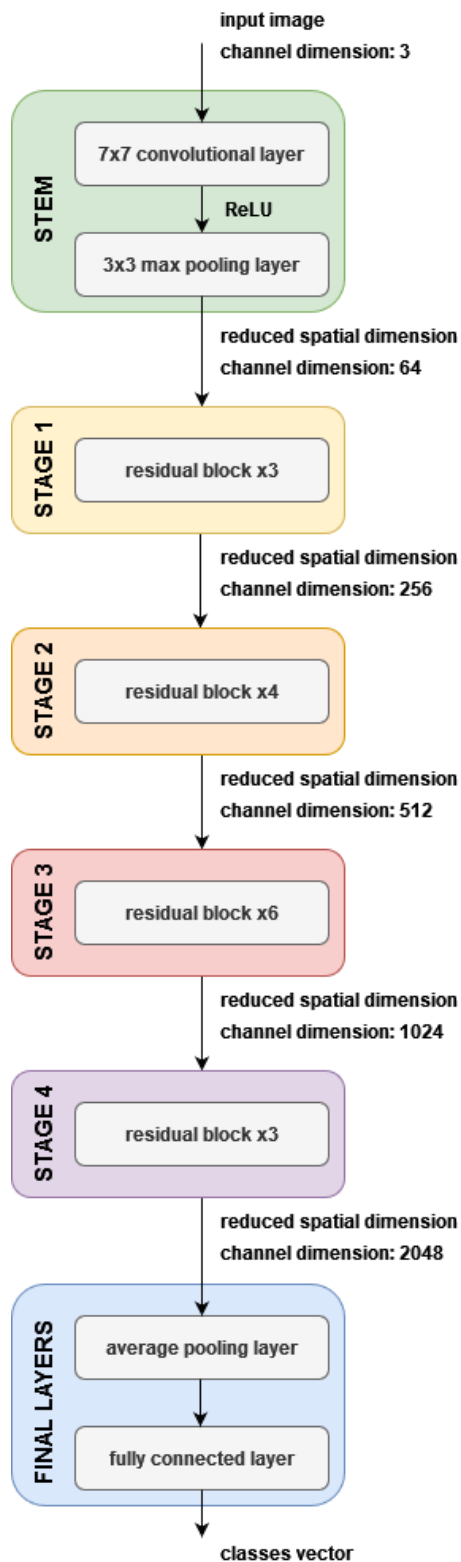 input image
channel dimension: 3
STEM
7x7 convolutional layer
ReLU
3x3 max pooling layer
reduced spatial dimension
channel dimension: 64
STAGE 1
residual block x3
reduced spatial dimension
channel dimension: 256
STAGE 2
residual block x4
reduced spatial dimension
channel dimension: 512
STAGE 3
residual block x6
reduced spatial dimension
channel dimension: 1024
STAGE 4
residual block x3
reduced spatial dimension
channel dimension: 2048
FINAL LAYERS
average pooling layer
fully connected layer
classes vector